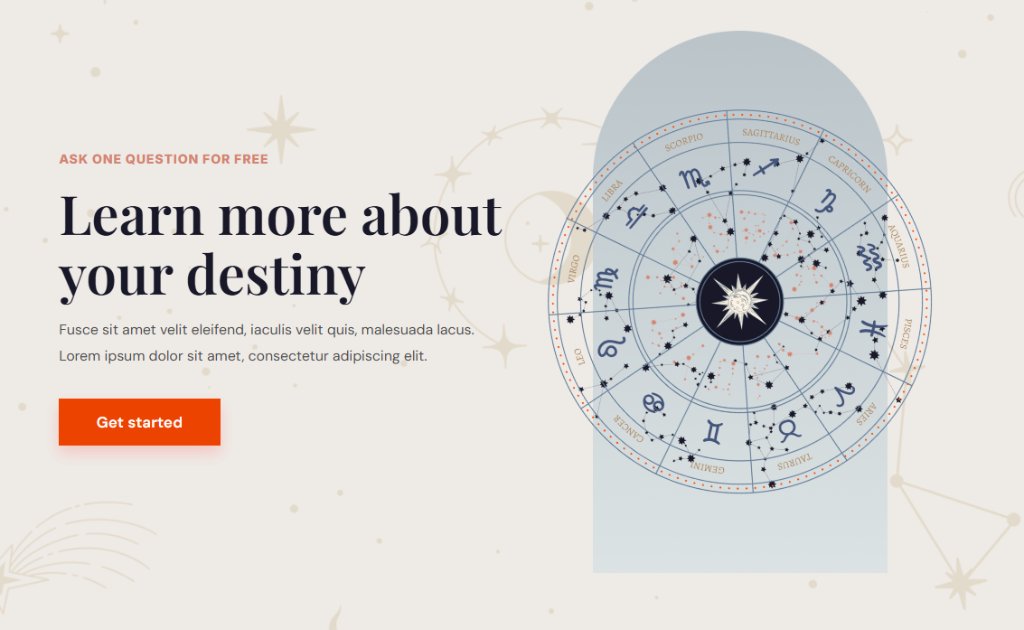 ASK ONE QUESTION FOR FREE
Learn more about
your destiny
Fusce sit amet velit eleifend, iaculis velit quis, malesuada lacus.
Lorem ipsum dolor sit amet, consectetur adipiscing elit.
Get started
SCORPIO
SAGITTARIUS
CAPRICORN
AQUARIUS
PISCES
ARIES
TAURUS
GEMINI
CANCER
LEO
VIRGO
LIBRA